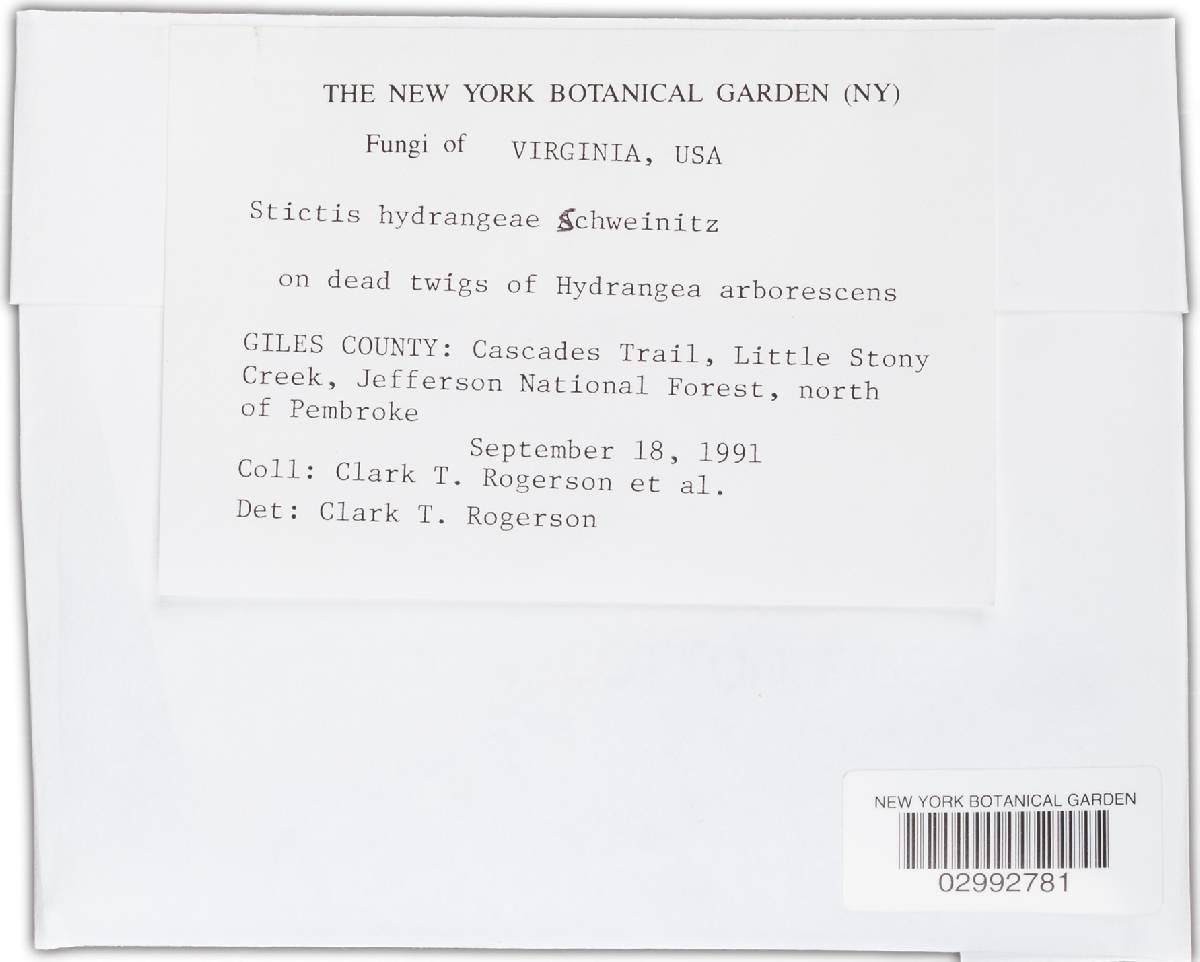 THE NEW YORK BOTANICAL GARDEN (NY)
Fungi of VIRGINIA, USA
Stictis hydrangeae Schweinitz
on dead twigs of Hydrangea arborescens
GILES COUNTY: Cascades Trail, Little Stony
Creek, Jefferson National Forest, north
of Pembroke
September 18, 1991
Coll: Clark T. Rogerson et al.
Det: Clark T. Rogerson
NEW YORK BOTANICAL GARDEN
02992781